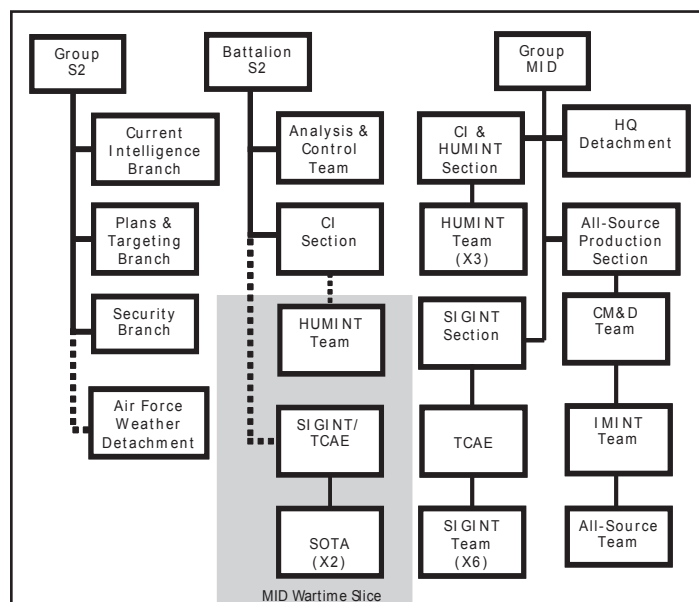 Group
S2
Current
Intelligence
Branch
Plans &
Targeting
Branch
Security
Branch
Air Force
Weather
Detachment
Battalion
S2
Analysis &
Control
Team
CI
Section
HUMINT
Team
SIGINT/
TCAE
SOTA
(X2)
MID Wartime Slice
Group
MID
CI &
HUMINT
Section
HQ
Detachment
HUMINT
Team
(X3)
All-Source
Production
Section
SIGINT
Section
CM&D
Team
TCAE
IMINT
Team
SIGINT
Team
(X6)
All-Source
Team